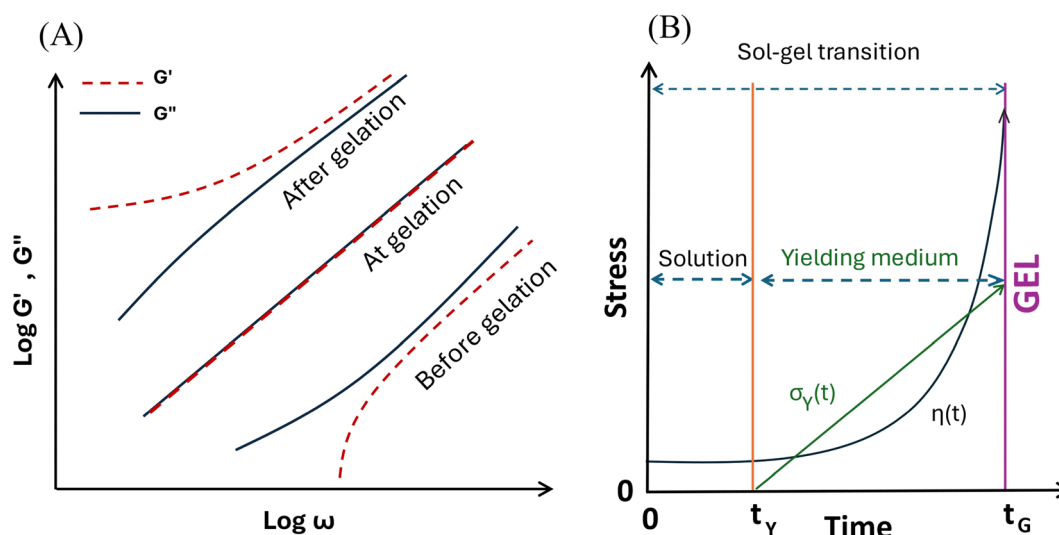 (A)
G'
G"
After gelation
At gelation
Before gelation
Log G' , G"
Log ω
(B)
Sol-gel transition
Solution
Yielding medium
GEL
Stress
σY(t)
η(t)
0
0
tY
Time
tG